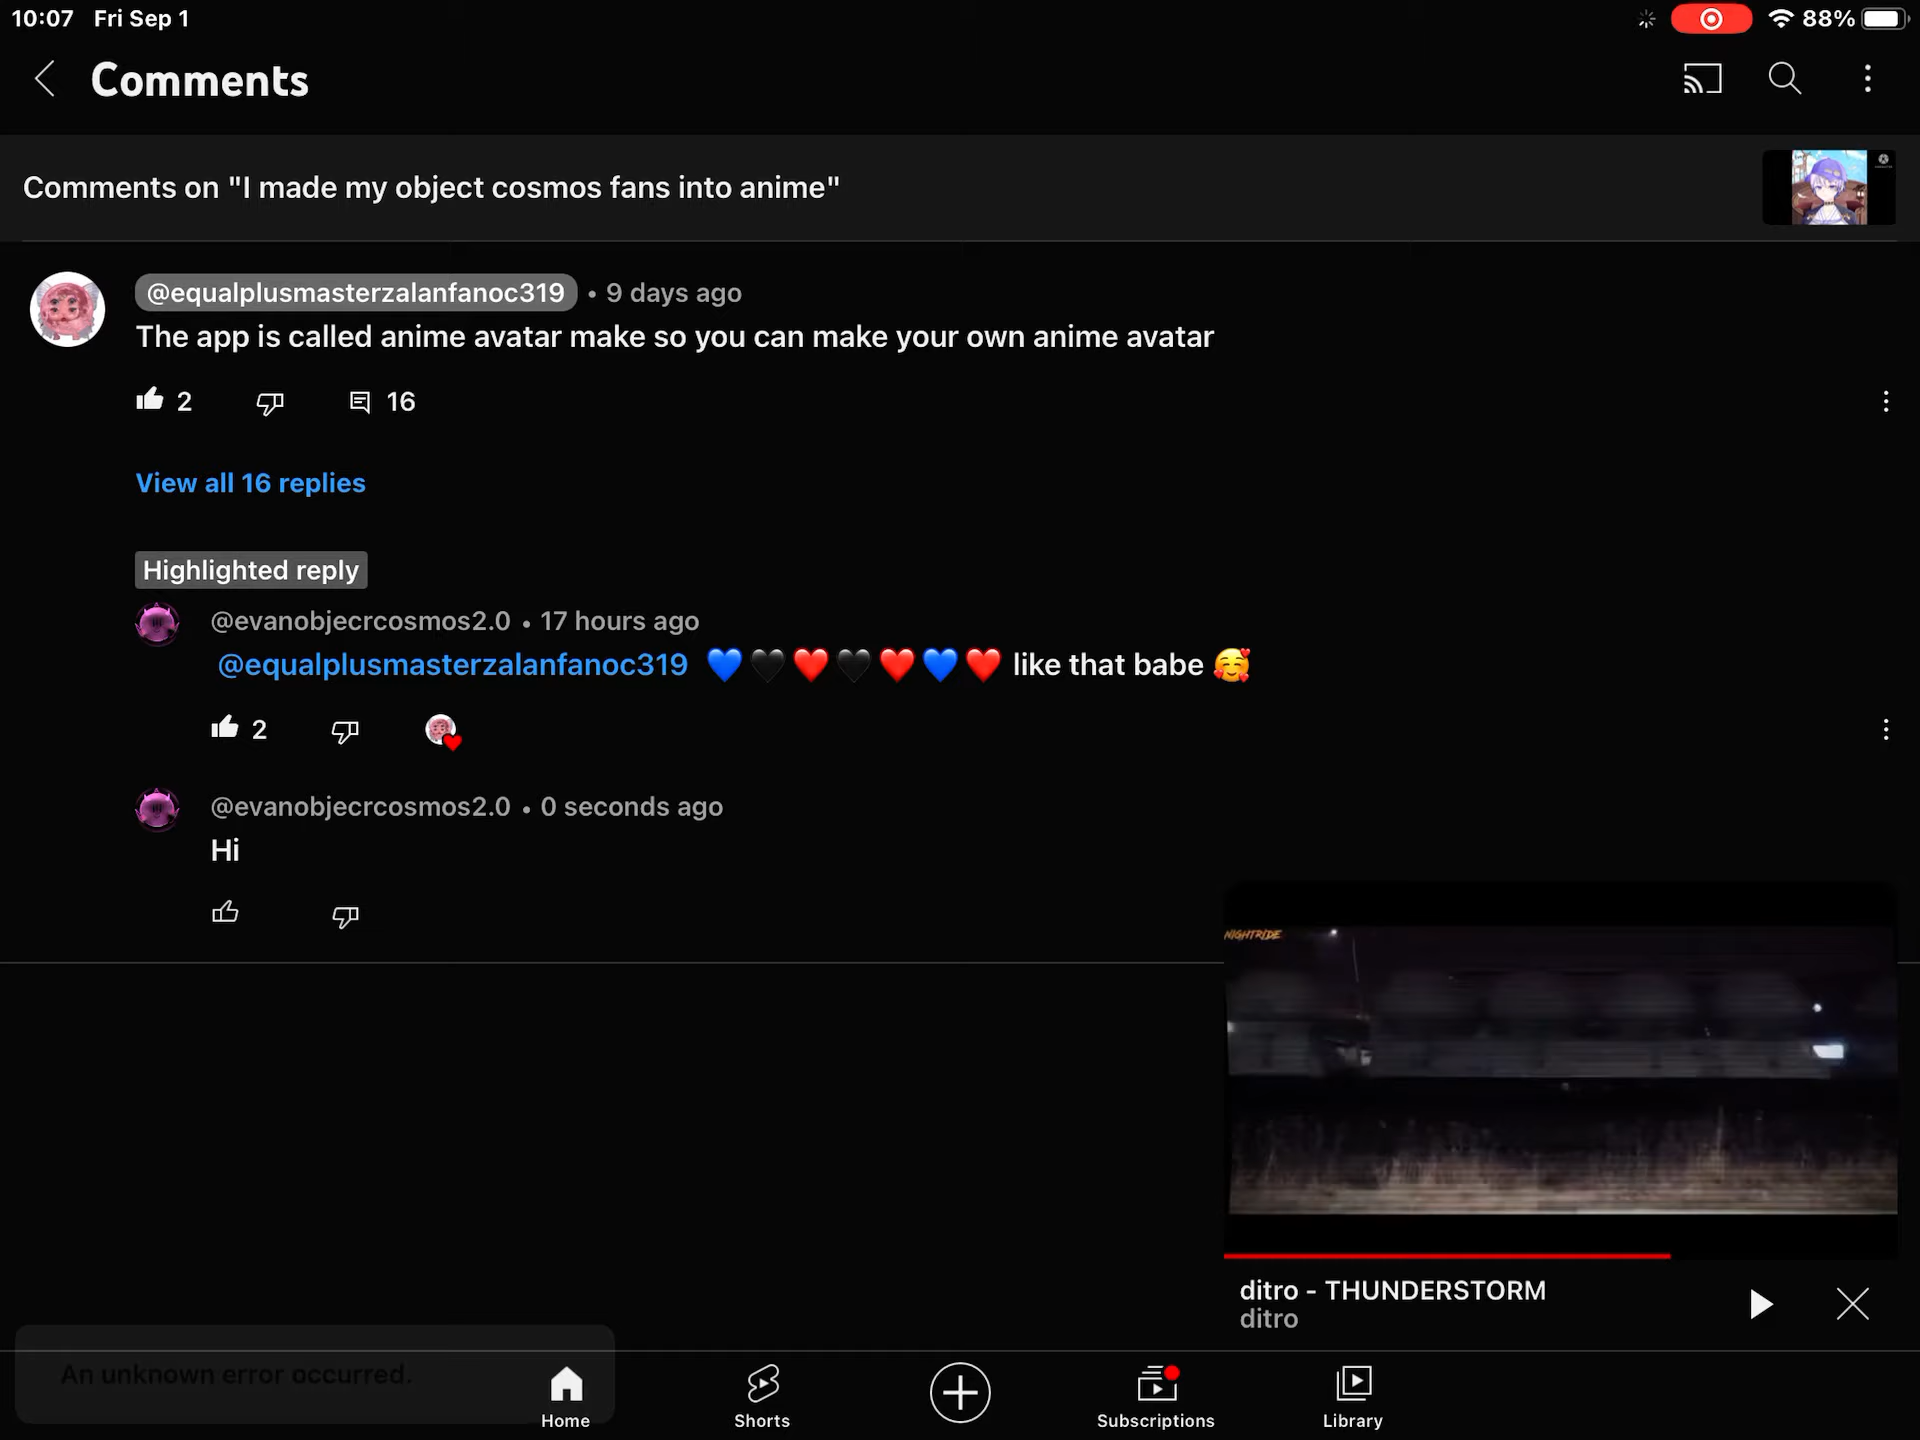 10:07 Fri Sep 1
88%
Comments
Comments on "I made my object cosmos fans into anime"
@equalplusmasterzalanfanoc319 • 9 days ago
The app is called anime avatar make so you can make your own anime avatar
2 16
View all 16 replies
Highlighted reply
@evanobjecrcosmos2.0 • 17 hours ago
@equalplusmasterzalanfanoc319 💙🖤❤️🖤❤️💙❤️ like that babe 🥰
2
@evanobjecrcosmos2.0 • 0 seconds ago
Hi
NIGHTRIDE
ditro - THUNDERSTORM
ditro
An unknown error occurred.
Home
Shorts
Subscriptions
Library